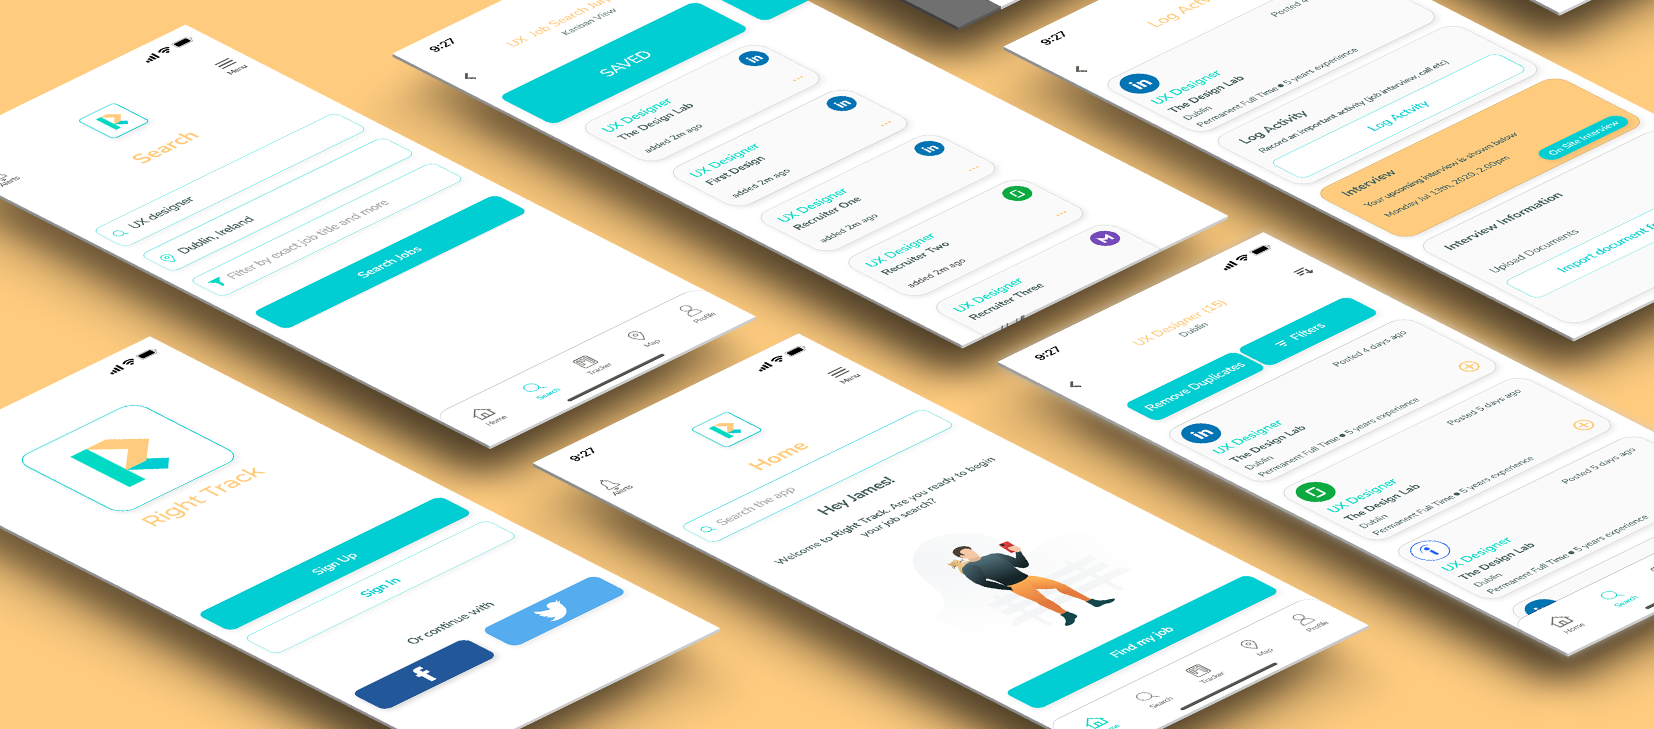 Menu
Alerts
Search
UX designer
Dublin, Ireland
Filter by exact job title and more
Search Jobs
Home
Search
Tracker
Map
Profile
9:27
UX Job Search July
Kanban View
SAVED
UX Designer
The Design Lab
added 2m ago
UX Designer
First Design
added 2m ago
UX Designer
Recruiter One
added 2m ago
UX Designer
Recruiter Two
added 2m ago
UX Designer
Recruiter Three
9:27
Log Activ
Posted 4
UX Designer
The Design Lab
Dublin
Permanent Full Time • 5 years experience
Log Activity
Record an important activity (job interview, call etc)
Log Activity
Interview
Your upcoming interview is shown below
Monday Jul 13th, 2020, 2:00pm
On Site Interview
Interview Information
Upload Documents
Import document f
Right Track
Sign Up
Sign In
Or continue with
9:27
Menu
Alerts
Home
Search the app
Hey James!
Welcome to Right Track. Are you ready to begin
your job search?
Find my job
Search
Tracker
Map
Profile
9:27
UX Designer (15)
Dublin
Remove Duplicates
Filters
Posted 4 days ago
UX Designer
The Design Lab
Dublin
Permanent Full Time • 5 years experience
Posted 5 days ago
UX Designer
The Design Lab
Dublin
Permanent Full Time • 5 years experience
Posted 5 days ago
UX Designer
The Design Lab
Dublin
Permanent Full Time • 5 years experience
Home
Search